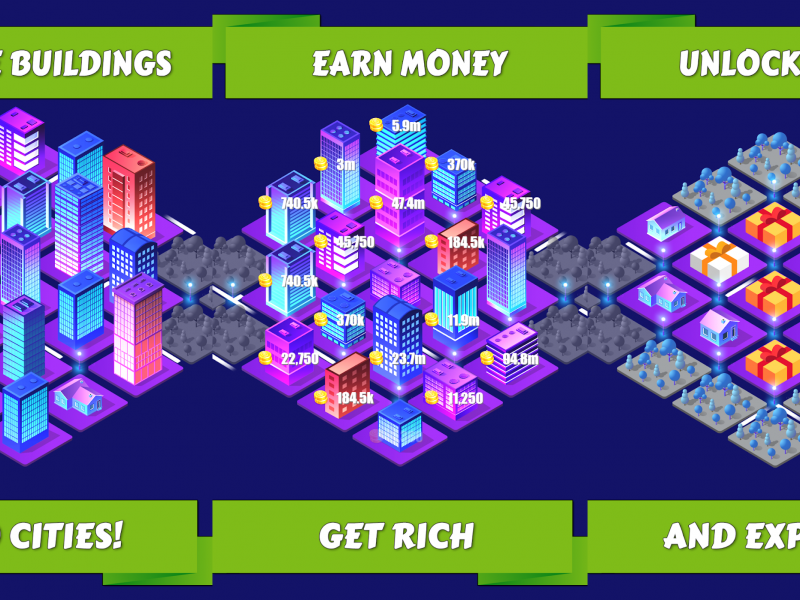 BUILDINGS
EARN MONEY
UNLOCK
5.9m
3m
370k
740.5k
47.4m
45,750
45,750
184.5k
740.5k
370k
11.9m
22,750
23.7m
94.8m
184.5k
11,250
CITIES!
GET RICH
AND EXP